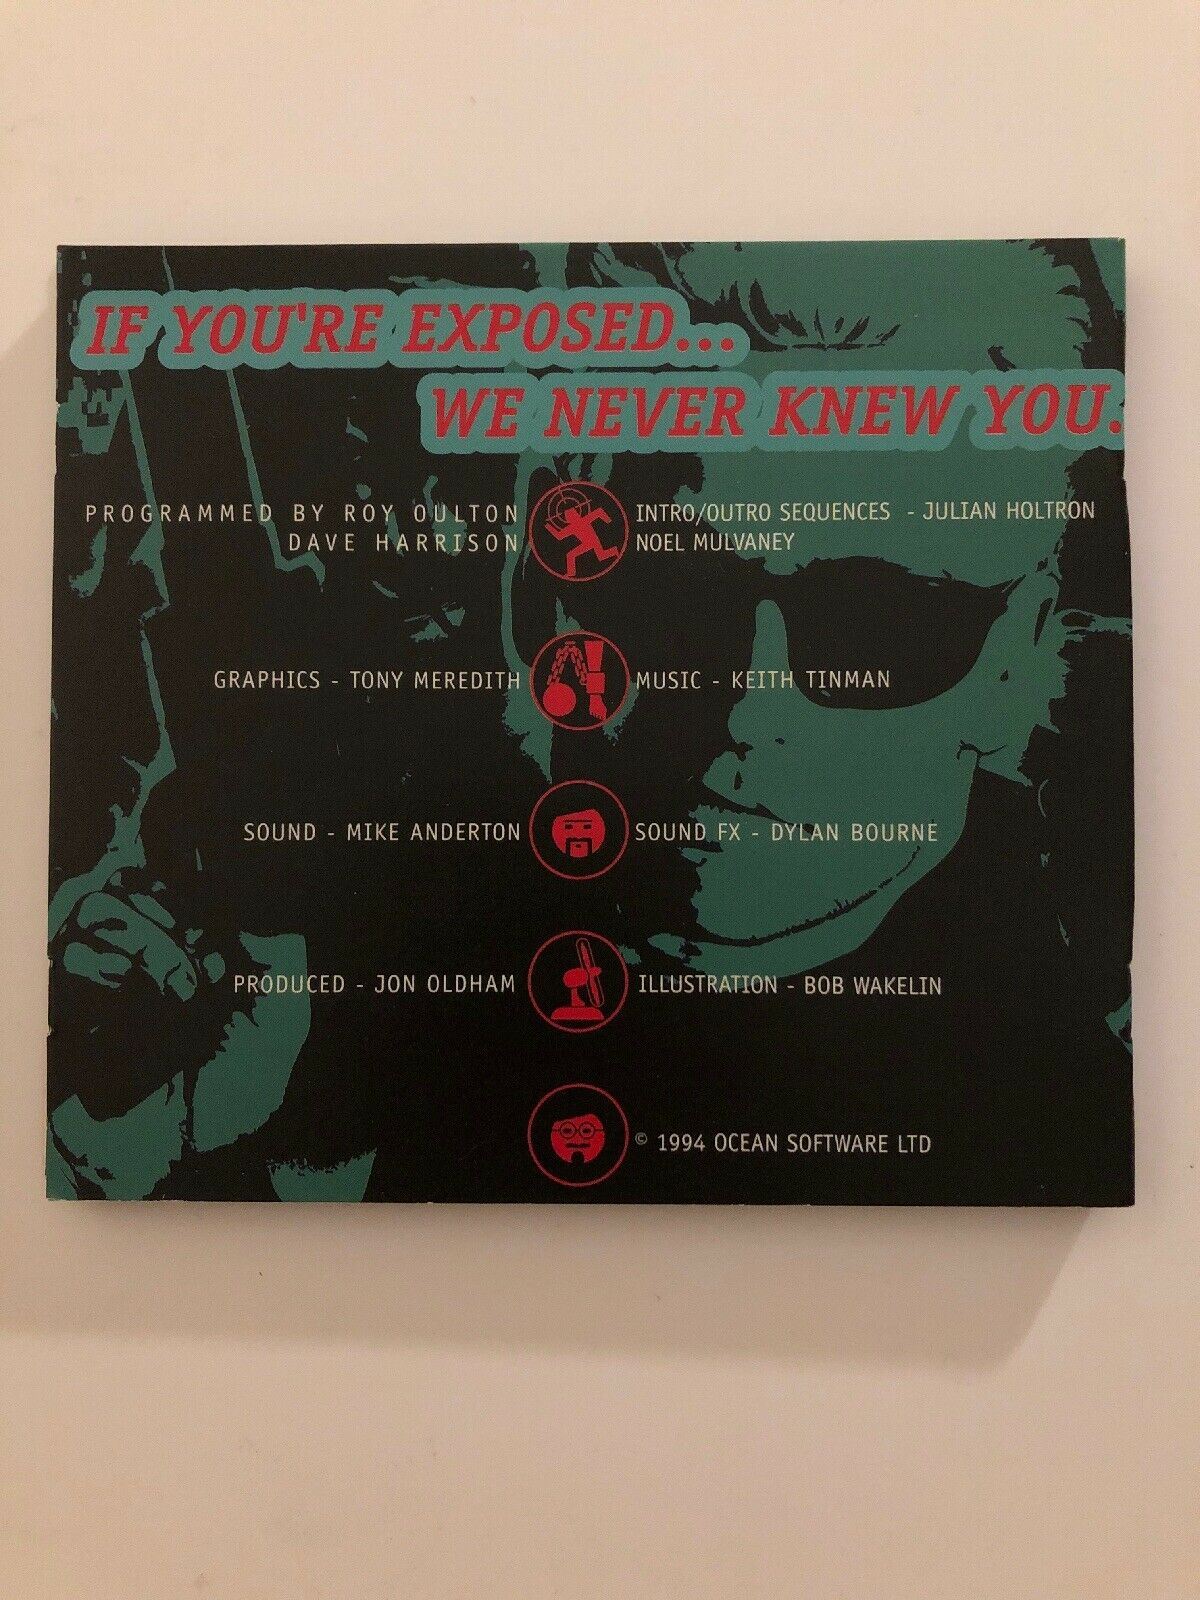 IF YOU'RE EXPOSED...
WE NEVER KNEW YOU.
PROGRAMMED BY ROY OULTON
DAVE HARRISON
INTRO/OUTRO SEQUENCES - JULIAN HOLTRON
NOEL MULVANEY
GRAPHICS - TONY MEREDITH
MUSIC - KEITH TINMAN
SOUND - MIKE ANDERTON
SOUND FX - DYLAN BOURNE
PRODUCED - JON OLDHAM
ILLUSTRATION - BOB WAKELIN
© 1994 OCEAN SOFTWARE LTD